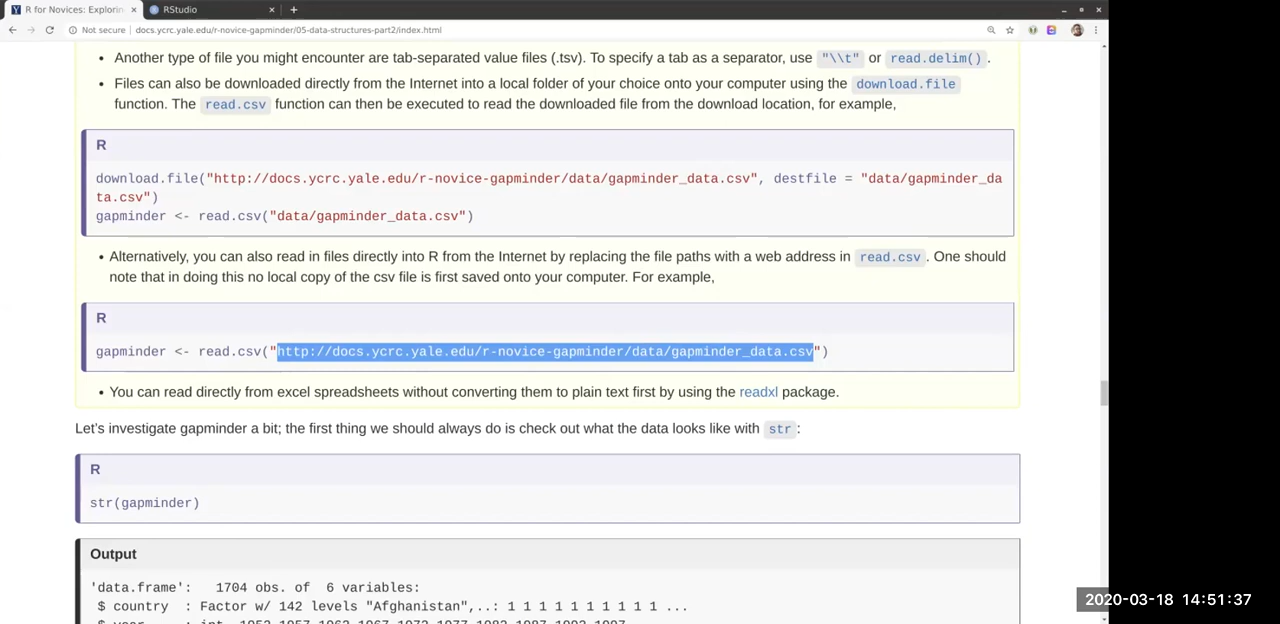 R for Novices: Explorin
RStudio
Not secure | docs.ycrc.yale.edu/r-novice-gapminder/05-data-structures-part2/index.html
• Another type of file you might encounter are tab-separated value files (.tsv). To specify a tab as a separator, use "\\t" or read.delim() .
• Files can also be downloaded directly from the Internet into a local folder of your choice onto your computer using the download.file
function. The read.csv function can then be executed to read the downloaded file from the download location, for example,
R
download.file("http://docs.ycrc.yale.edu/r-novice-gapminder/data/gapminder_data.csv", destfile = "data/gapminder_da
ta.csv")
gapminder <- read.csv("data/gapminder_data.csv")
• Alternatively, you can also read in files directly into R from the Internet by replacing the file paths with a web address in read.csv . One should
note that in doing this no local copy of the csv file is first saved onto your computer. For example,
R
gapminder <- read.csv("http://docs.ycrc.yale.edu/r-novice-gapminder/data/gapminder_data.csv")
• You can read directly from excel spreadsheets without converting them to plain text first by using the readxl package.
Let's investigate gapminder a bit; the first thing we should always do is check out what the data looks like with str :
R
str(gapminder)
Output
'data.frame': 1704 obs. of 6 variables:
$ country : Factor w/ 142 levels "Afghanistan",..: 1 1 1 1 1 1 1 1 1 1 ...
$ year : int 1952 1957 1962 1967 1972 1977 1982 1987 1992 1997
2020-03-18 14:51:37